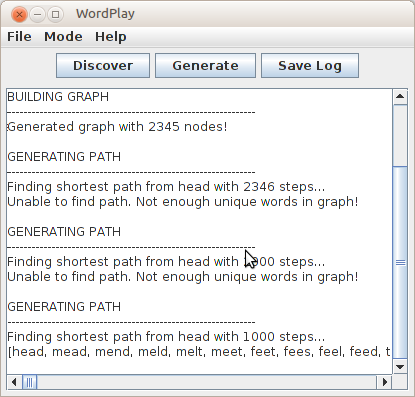 WordPlay
File Mode Help
Discover Generate Save Log
BUILDING GRAPH
--------------------------------------------------------------
Generated graph with 2345 nodes!
GENERATING PATH
--------------------------------------------------------------
Finding shortest path from head with 2346 steps...
Unable to find path. Not enough unique words in graph!
GENERATING PATH
--------------------------------------------------------------
Finding shortest path from head with steps...
Unable to find path. Not enough unique words in graph!
GENERATING PATH
--------------------------------------------------------------
Finding shortest path from head with 1000 steps...
[head, mead, mend, meld, melt, meet, feet, fees, feel, feed, t